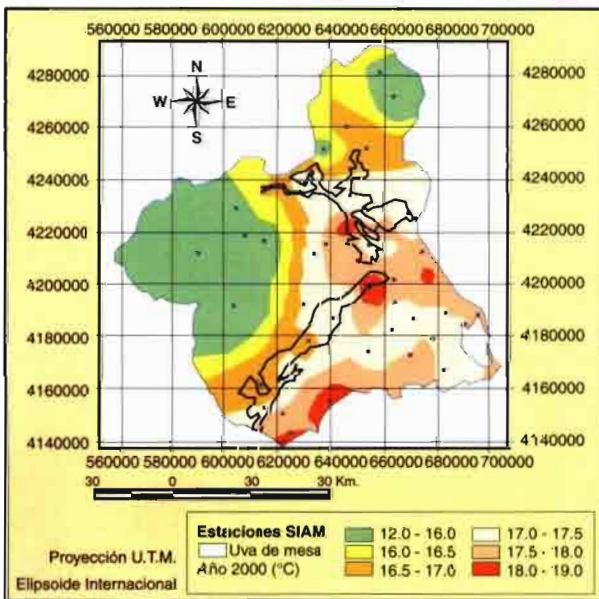 560000 580000 600000 620000 640000 660000 680000 700000
4280000 4280000
N
W E
S
4260000 4260000
4240000 4240000
4220000 4220000
4200000 4200000
4180000 4180000
4160000 4160000
4140000 4140000
560000 580000 600000 620000 640000 660000 680000 700000
30 0 30 30 Km.
Estaciones SIAM
Uva de mesa
Año 2000 (°C)
12.0 - 16.0
16.0 - 16.5
16.5 - 17.0
17.0 - 17.5
17.5 - 18.0
18.0 - 19.0
Proyección U.T.M.
Elipsoide Internacional